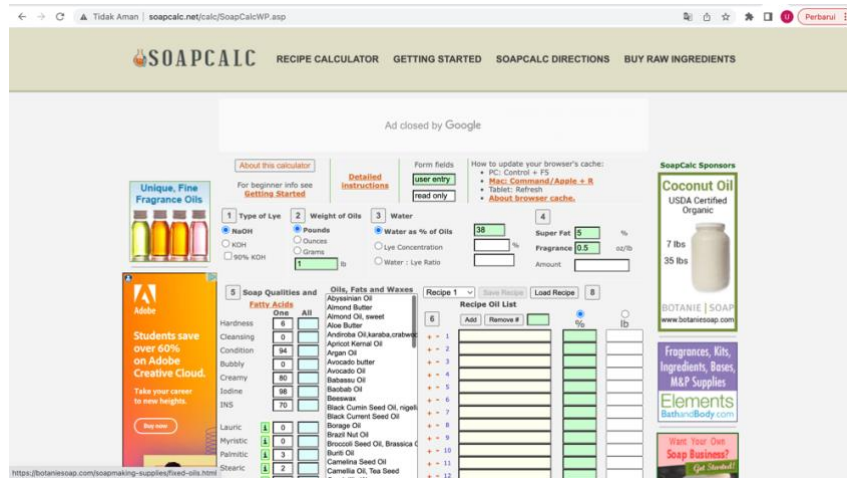 Tidak Aman | soapcalc.net/calc/SoapCalcWP.asp
Perbarui
SOAPCALC
RECIPE CALCULATOR GETTING STARTED SOAPCALC DIRECTIONS BUY RAW INGREDIENTS
Ad closed by Google
About this calculator
For beginner info see
Getting Started
Detailed
instructions
Form fields
user entry
read only
How to update your browser's cache:
• PC: Control + F5
• Mac: Command/Apple + R
• Tablet: Refresh
• About browser cache.
1 Type of Lye
NaOH
KOH
90% KOH
2 Weight of Oils
Pounds
Ounces
Grams
1 lb
3 Water
Water as % of Oils 38
Lye Concentration %
Water : Lye Ratio
4
Super Fat 5 %
Fragrance 0.5 oz/lb
Amount
5 Soap Qualities and
Fatty Acids
One All
Hardness 6
Cleansing 0
Condition 94
Bubbly 0
Creamy 80
Iodine 98
INS 70
Lauric i 0
Myristic i 0
Palmitic i 3
Stearic i 2
Oils, Fats and Waxes
Abyssinian Oil
Almond Butter
Almond Oil, sweet
Aloe Butter
Andiroba Oil,karaba,crabwoo
Apricot Kernal Oil
Argan Oil
Avocado butter
Avocado Oil
Babassu Oil
Baobab Oil
Beeswax
Black Cumin Seed Oil, nigell
Black Current Seed Oil
Borage Oil
Brazil Nut Oil
Broccoli Seed Oil, Brassica O
Buriti Oil
Camelina Seed Oil
Camellia Oil, Tea Seed
Recipe 1 Save Recipe Load Recipe 8
Recipe Oil List
6 Add Remove # % lb
+ - 1
+ - 2
+ - 3
+ - 4
+ - 5
+ - 6
+ - 7
+ - 8
+ - 9
+ - 10
+ - 11
+ - 12
Unique, Fine
Fragrance Oils
Adobe
Students save
over 60%
on Adobe
Creative Cloud.
Take your career
to new heights.
Buy now
SoapCalc Sponsors
Coconut Oil
USDA Certified
Organic
7 lbs
35 lbs
BOTANIE | SOAP
www.botaniesoap.com
Fragrances, Kits,
Ingredients, Bases,
M&P Supplies
Elements
BathandBody.com
Want Your Own
Soap Business?
Get Started!
https://botaniesoap.com/soapmaking-supplies/fixed-oils.html